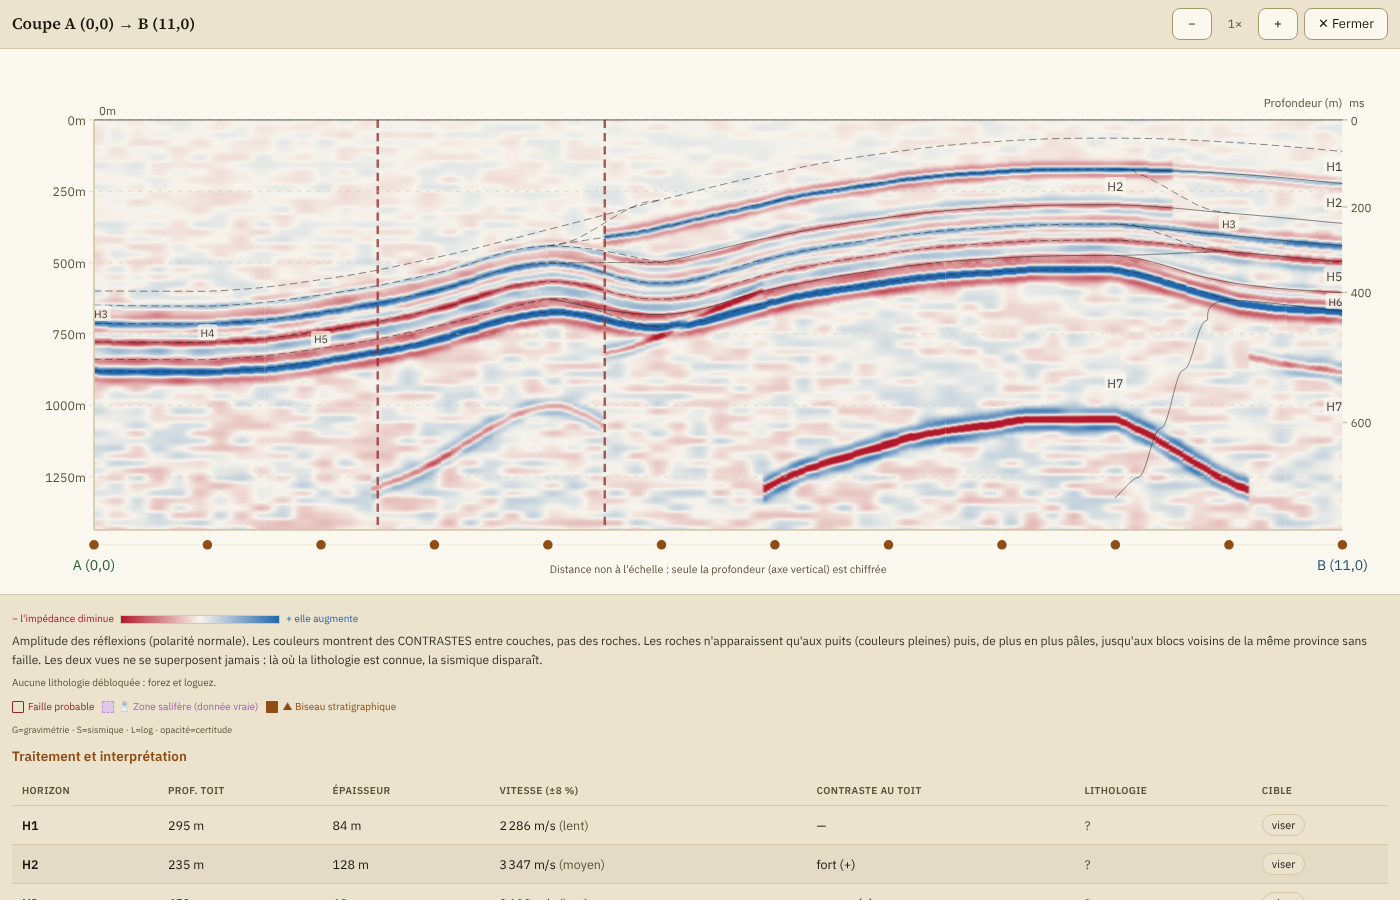 Coupe A (0,0) → B (11,0)
− 1× + ✕ Fermer
Profondeur (m) ms
0m
0m 0
H1
250m
H2
H2
200
H3
500m
H5
400
H6
H3
H4
H5
750m
H7
1000m
H7
600
1250m
A (0,0)
Distance non à l'échelle : seule la profondeur (axe vertical) est chiffrée
B (11,0)
− l'impédance diminue + elle augmente
Amplitude des réflexions (polarité normale). Les couleurs montrent des CONTRASTES entre couches, pas des roches. Les roches n'apparaissent qu'aux puits (couleurs pleines) puis, de plus en plus pâles, jusqu'aux blocs voisins de la même province sans
faille. Les deux vues ne se superposent jamais : là où la lithologie est connue, la sismique disparaît.
Aucune lithologie débloquée : forez et loguez.
Faille probable Zone salifère (donnée vraie) ▲ Biseau stratigraphique
G=gravimétrie · S=sismique · L=log · opacité=certitude
Traitement et interprétation
HORIZON PROF. TOIT ÉPAISSEUR VITESSE (±8 %) CONTRASTE AU TOIT LITHOLOGIE CIBLE
H1 295 m 84 m 2 286 m/s (lent) — ? viser
H2 235 m 128 m 3 347 m/s (moyen) fort (+) ? viser